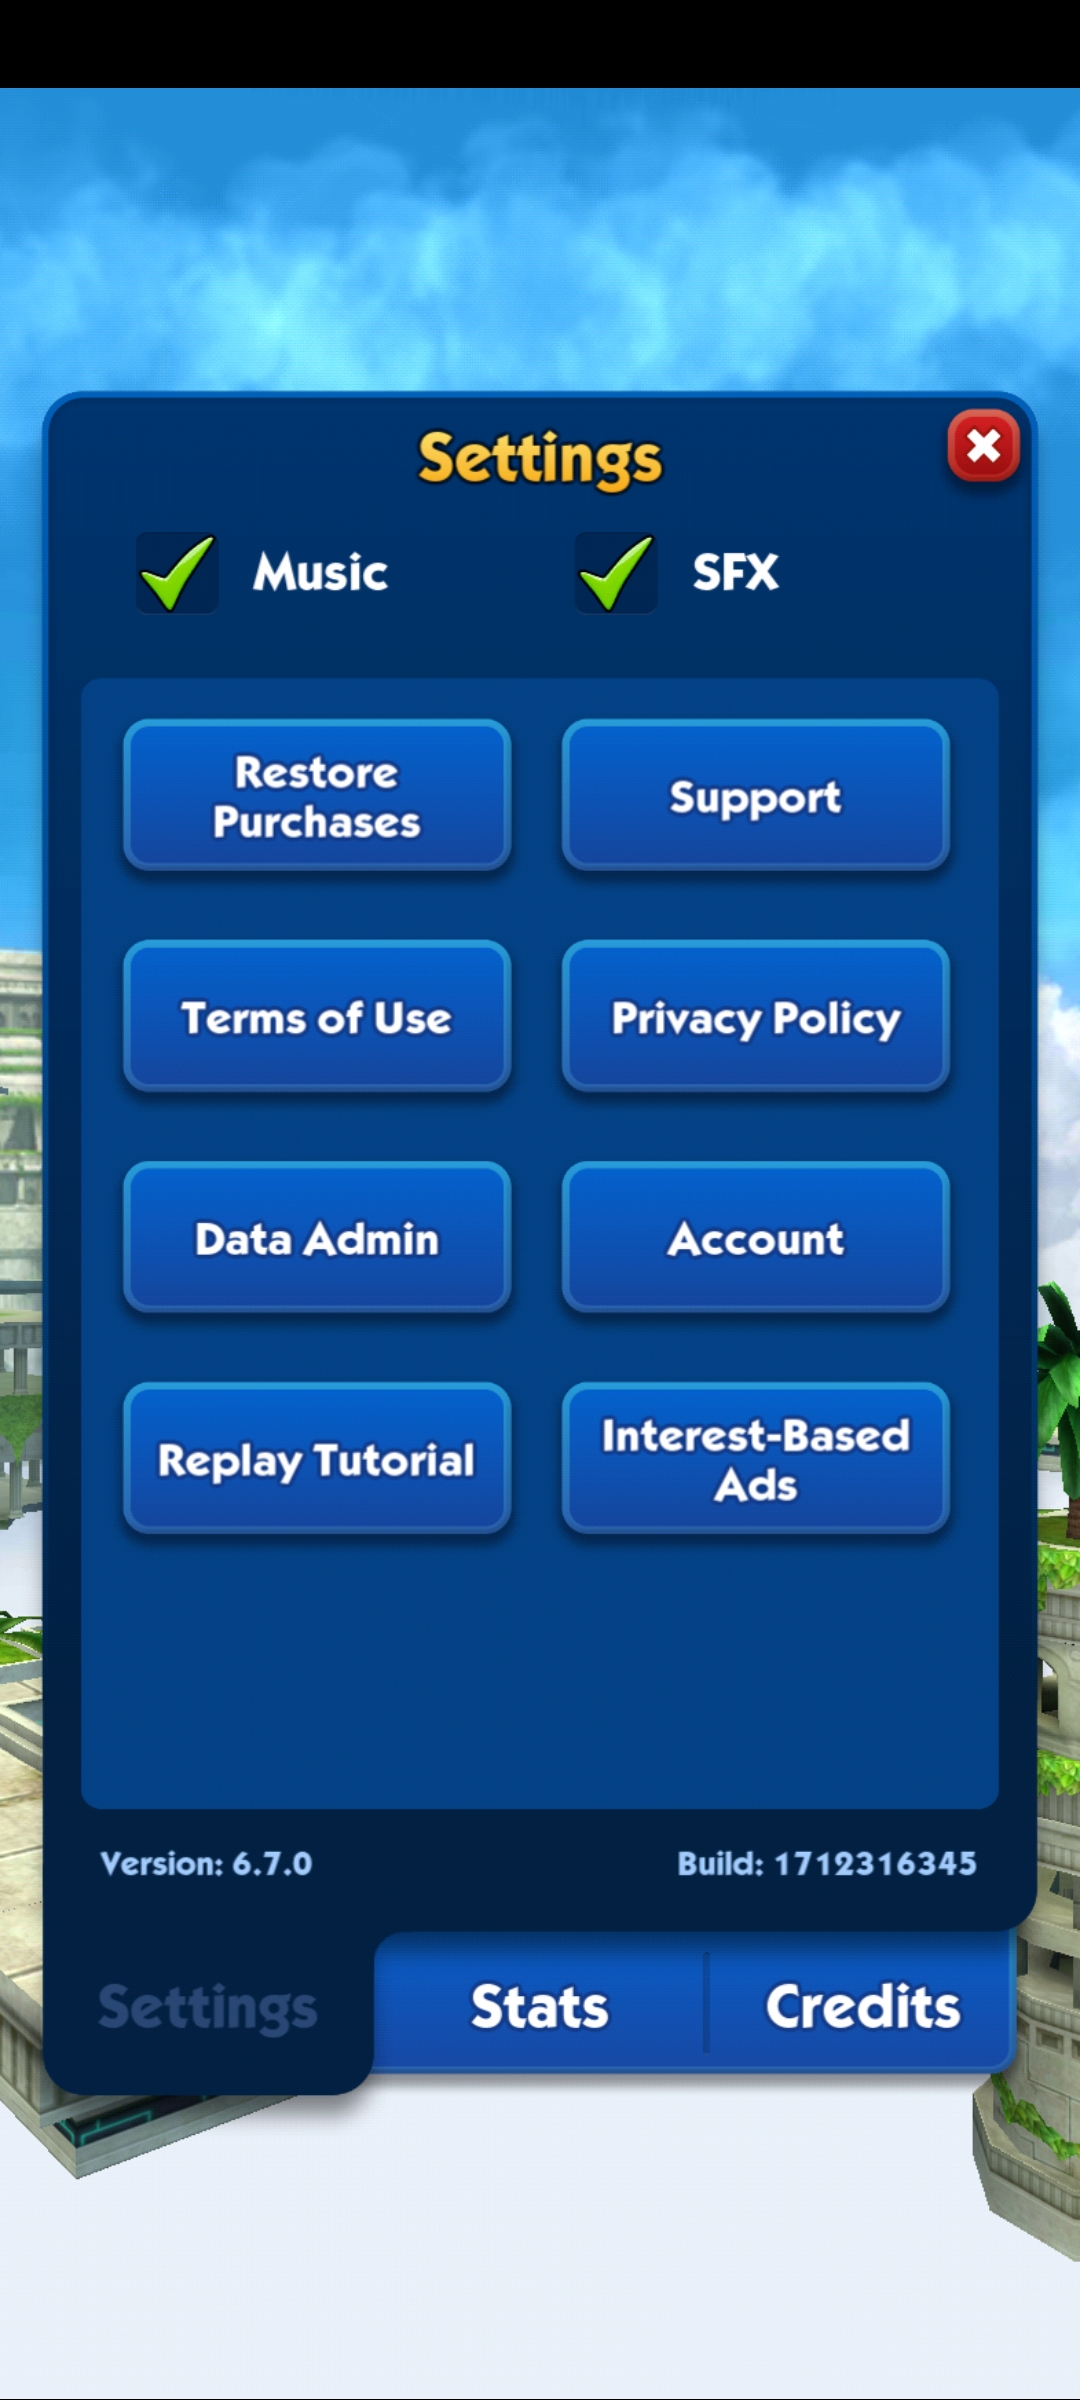 Settings
Music
SFX
Restore
Purchases
Support
Terms of Use
Privacy Policy
Data Admin
Account
Replay Tutorial
Interest-Based
Ads
Version: 6.7.0
Build: 1712316345
Settings
Stats
Credits